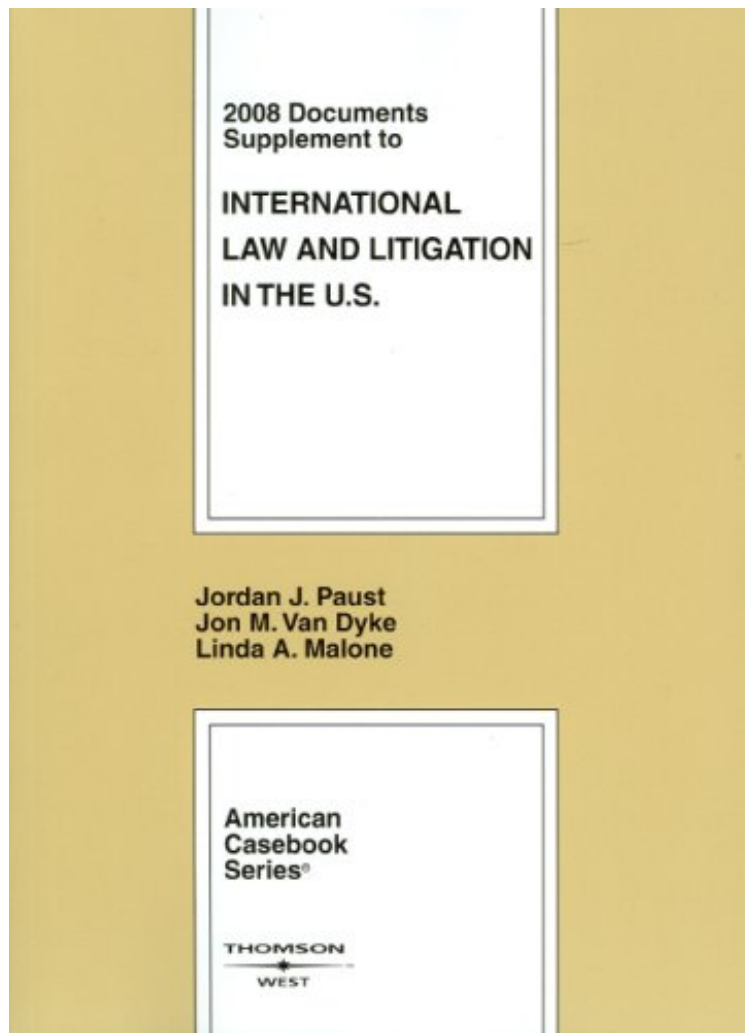 2008 Documents
Supplement to
INTERNATIONAL
LAW AND LITIGATION
IN THE U.S.
Jordan J. Paust
Jon M. Van Dyke
Linda A. Malone
American
Casebook
Series®
THOMSON
WEST